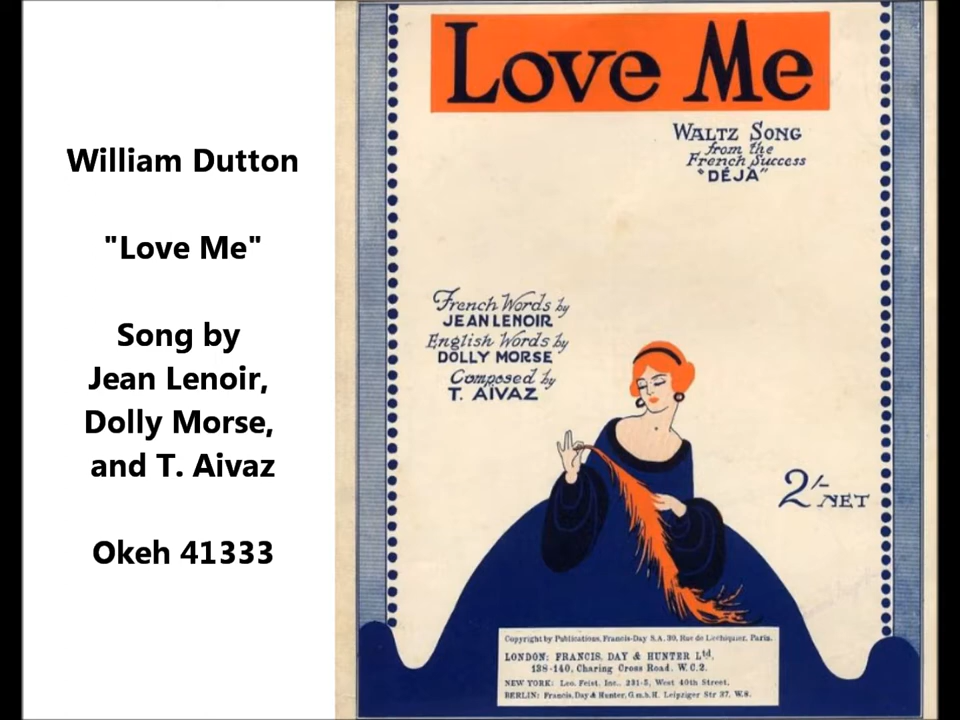 William Dutton
"Love Me"
Song by
Jean Lenoir,
Dolly Morse,
and T. Aivaz
Okeh 41333
Love Me
WALTZ SONG
from the
French Success
"DÉJA"
French Words by
JEAN LENOIR
English Words by
DOLLY MORSE
Composed by
T. AÏVAZ
2/- NET
Copyright by Publications, Francis-Day S.A. 30, Rue de Paris.
LONDON: FRANCIS, DAY & HUNTER Ltd.
138-140, Charing Cross Road. W.C.2.
NEW YORK: Leo. Feist, Inc., 231-5, West 40th Street.
BERLIN: Francis, Day & Hunter, G.m.b.H. Leipziger Str 37, W.8.